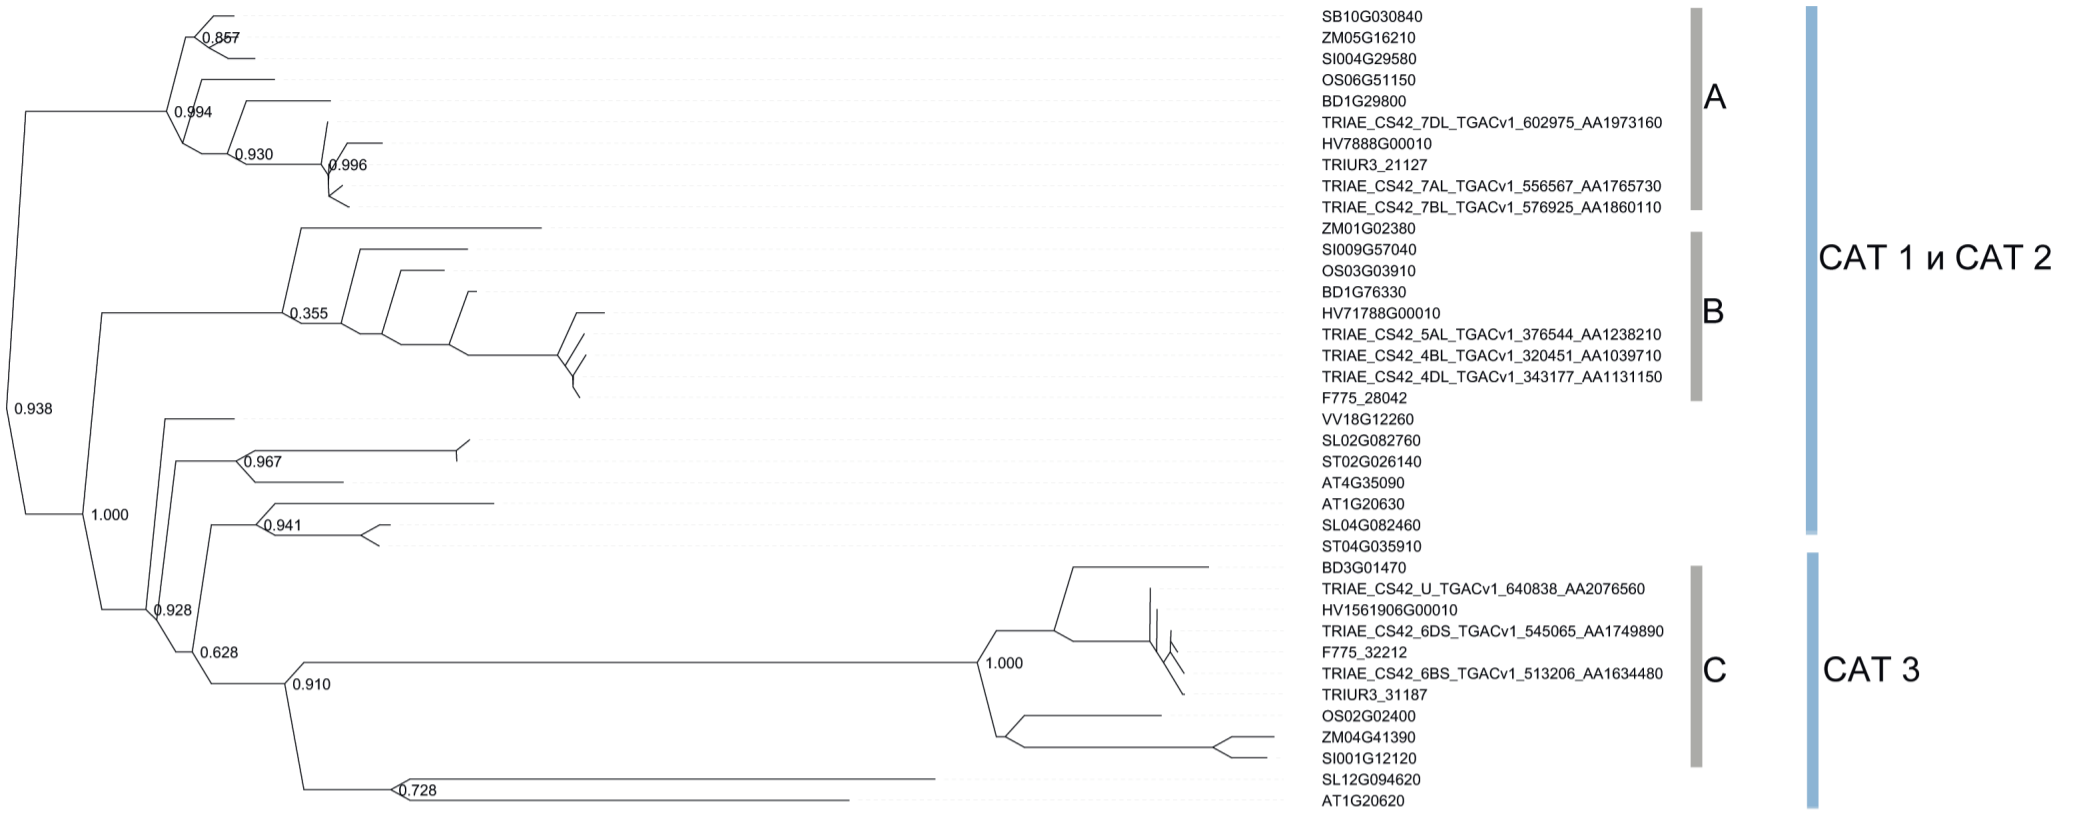 SB10G030840
0.857
ZM05G16210
SI004G29580
OS06G51150
A
BD1G29800
0.994
TRIAE_CS42_7DL_TGACv1_602975_AA1973160
HV7888G00010
0.930
0.996
TRIUR3_21127
TRIAE_CS42_7AL_TGACv1_556567_AA1765730
TRIAE_CS42_7BL_TGACv1_576925_AA1860110
ZM01G02380
SI009G57040
CAT 1 и CAT 2
OS03G03910
BD1G76330
0.355
HV71788G00010
B
TRIAE_CS42_5AL_TGACv1_376544_AA1238210
TRIAE_CS42_4BL_TGACv1_320451_AA1039710
TRIAE_CS42_4DL_TGACv1_343177_AA1131150
F775_28042
0.938
VV18G12260
SL02G082760
0.967
ST02G026140
AT4G35090
AT1G20630
1.000
0.941
SL04G082460
ST04G035910
BD3G01470
TRIAE_CS42_U_TGACv1_640838_AA2076560
0.928
HV1561906G00010
TRIAE_CS42_6DS_TGACv1_545065_AA1749890
0.628
F775_32212
1.000
TRIAE_CS42_6BS_TGACv1_513206_AA1634480
C
CAT 3
0.910
TRIUR3_31187
OS02G02400
ZM04G41390
SI001G12120
SL12G094620
0.728
AT1G20620